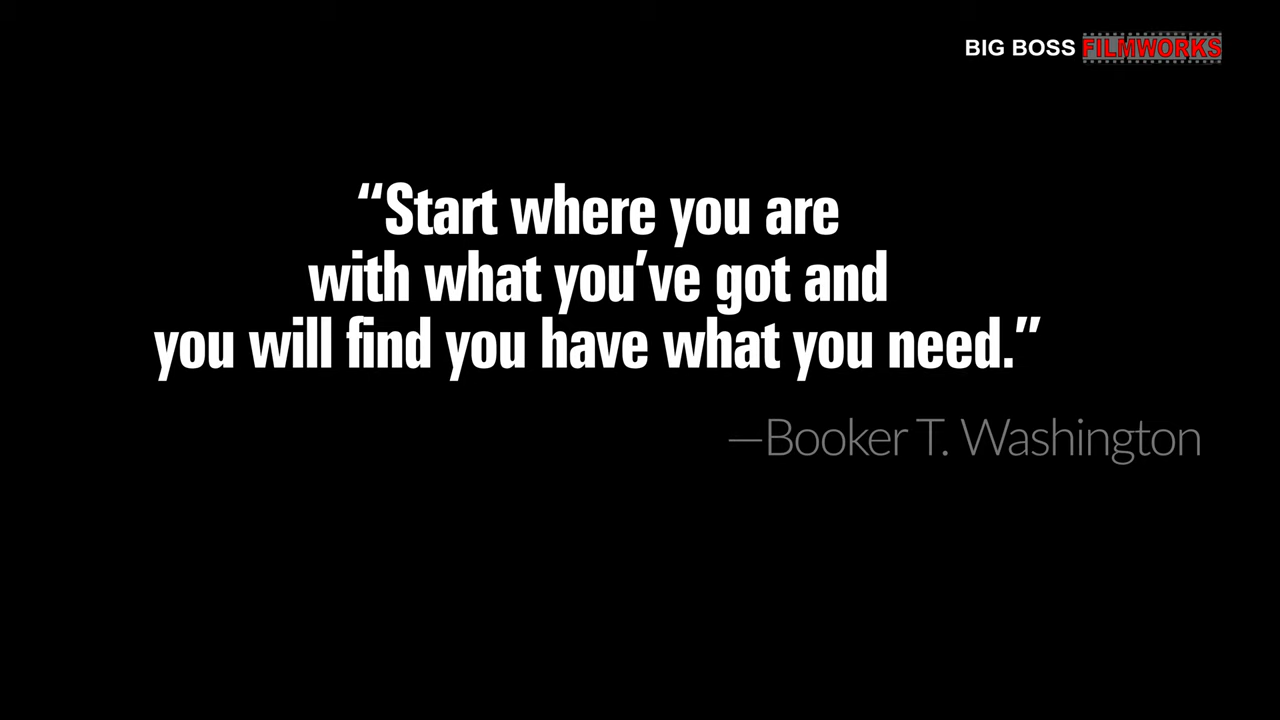 BIG BOSS FILMWORKS
“Start where you are
with what you’ve got and
you will find you have what you need.”
—Booker T. Washington